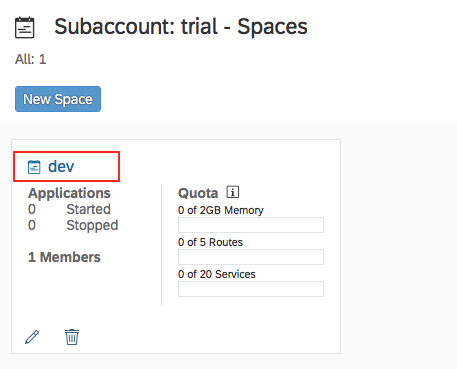 Subaccount: trial - Spaces
All: 1
New Space
dev
Applications
0 Started
0 Stopped
1 Members
Quota
0 of 2GB Memory
0 of 5 Routes
0 of 20 Services